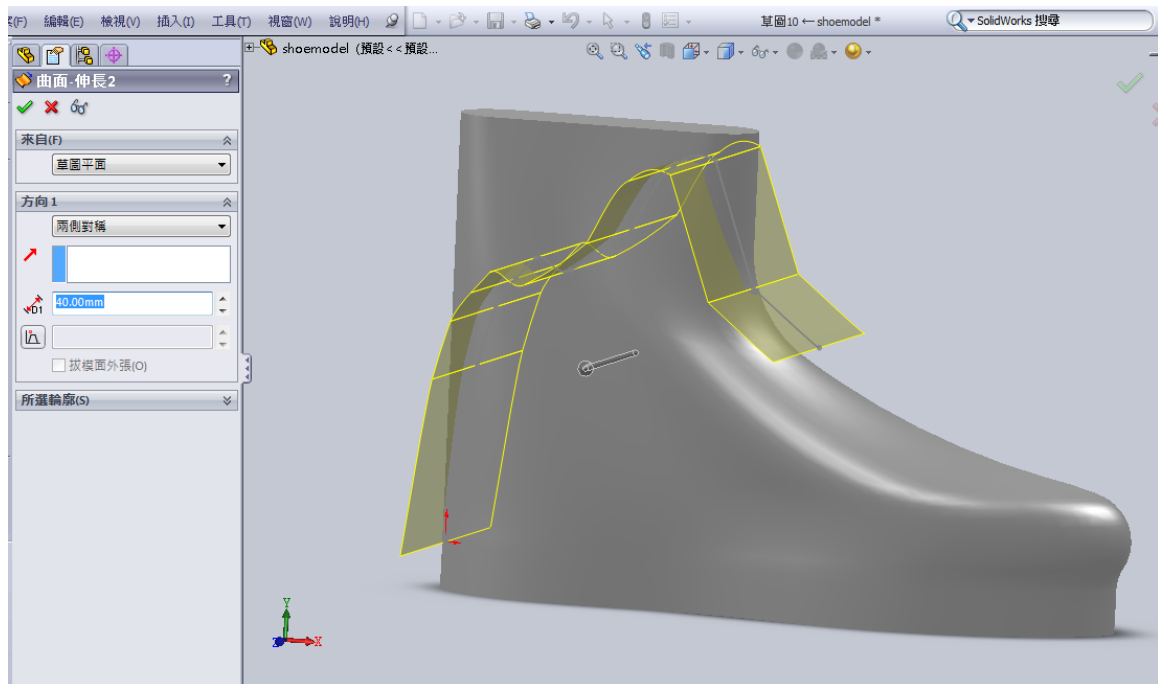 (F) 編輯(E) 檢視(V) 插入(I) 工具(T) 視窗(W) 說明(H) 草圖10 ← shoemodel * SolidWorks 搜尋
shoemodel (預設<<預設...
曲面-伸長2 ?
來自(F)
草圖平面
方向1
兩側對稱
D1 40.00mm
拔模面外張(O)
所選輪廓(S)
Y
X